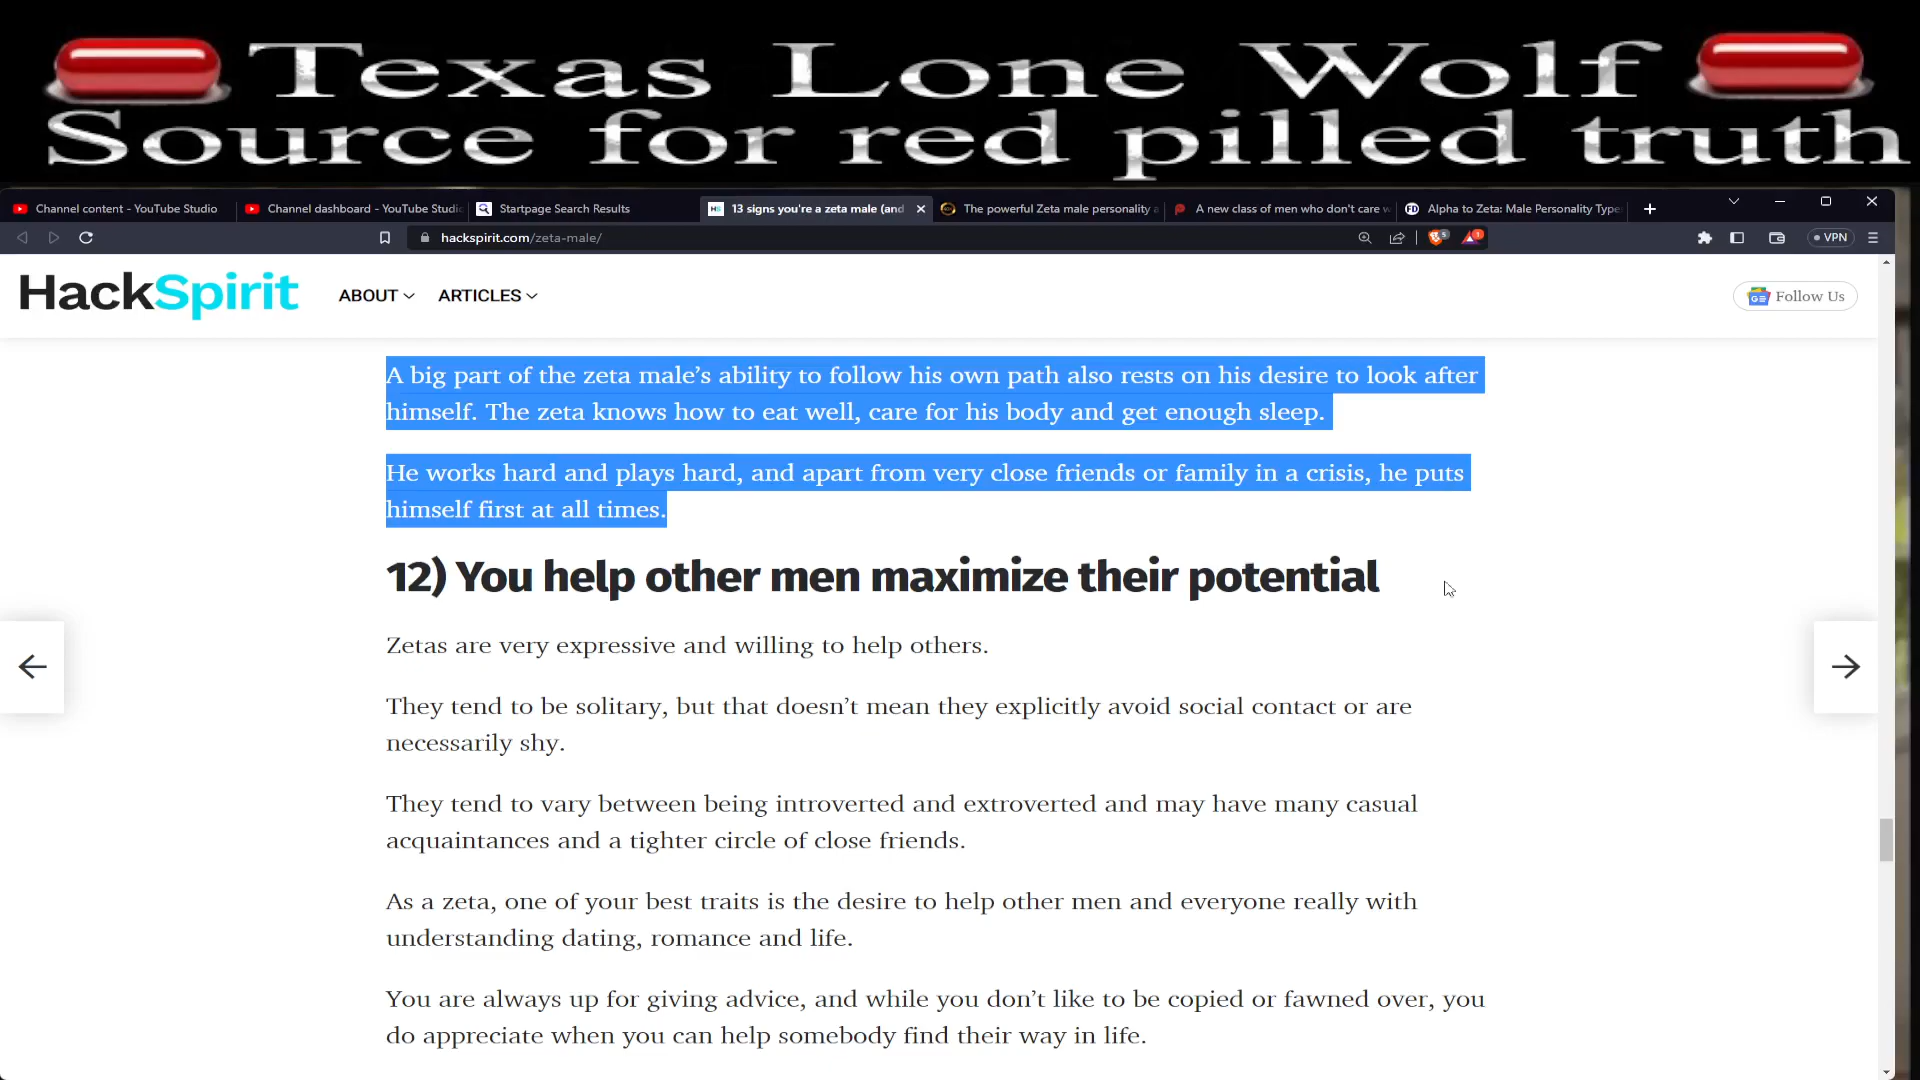 Texas Lone Wolf
Source for red pilled truth
Channel content - YouTube Studio
Channel dashboard - YouTube Studio
Startpage Search Results
13 signs you're a zeta male (and
The powerful Zeta male personality a
A new class of men who don't care w
Alpha to Zeta: Male Personality Type
hackspirit.com/zeta-male/
5
1
VPN
HackSpirit
ABOUT
ARTICLES
Follow Us
A big part of the zeta male’s ability to follow his own path also rests on his desire to look after
himself. The zeta knows how to eat well, care for his body and get enough sleep.
He works hard and plays hard, and apart from very close friends or family in a crisis, he puts
himself first at all times.
12) You help other men maximize their potential
Zetas are very expressive and willing to help others.
They tend to be solitary, but that doesn’t mean they explicitly avoid social contact or are
necessarily shy.
They tend to vary between being introverted and extroverted and may have many casual
acquaintances and a tighter circle of close friends.
As a zeta, one of your best traits is the desire to help other men and everyone really with
understanding dating, romance and life.
You are always up for giving advice, and while you don’t like to be copied or fawned over, you
do appreciate when you can help somebody find their way in life.